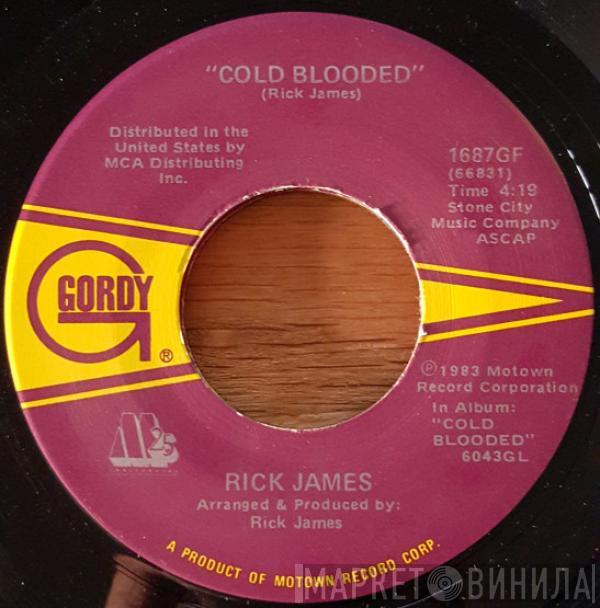 "COLD BLOODED"
(Rick James)
Distributed in the
United States by
MCA Distributing
Inc.
1687GF
(66831)
Time 4:19
Stone City
Music Company
ASCAP
GORDY
®
℗1983 Motown
Record Corporation
In Album:
"COLD
BLOODED"
6043GL
M25
RICK JAMES
Arranged & Produced by:
Rick James
A PRODUCT OF MOTOWN RECORD CORP.
МАРКЕТ ВИНИЛА